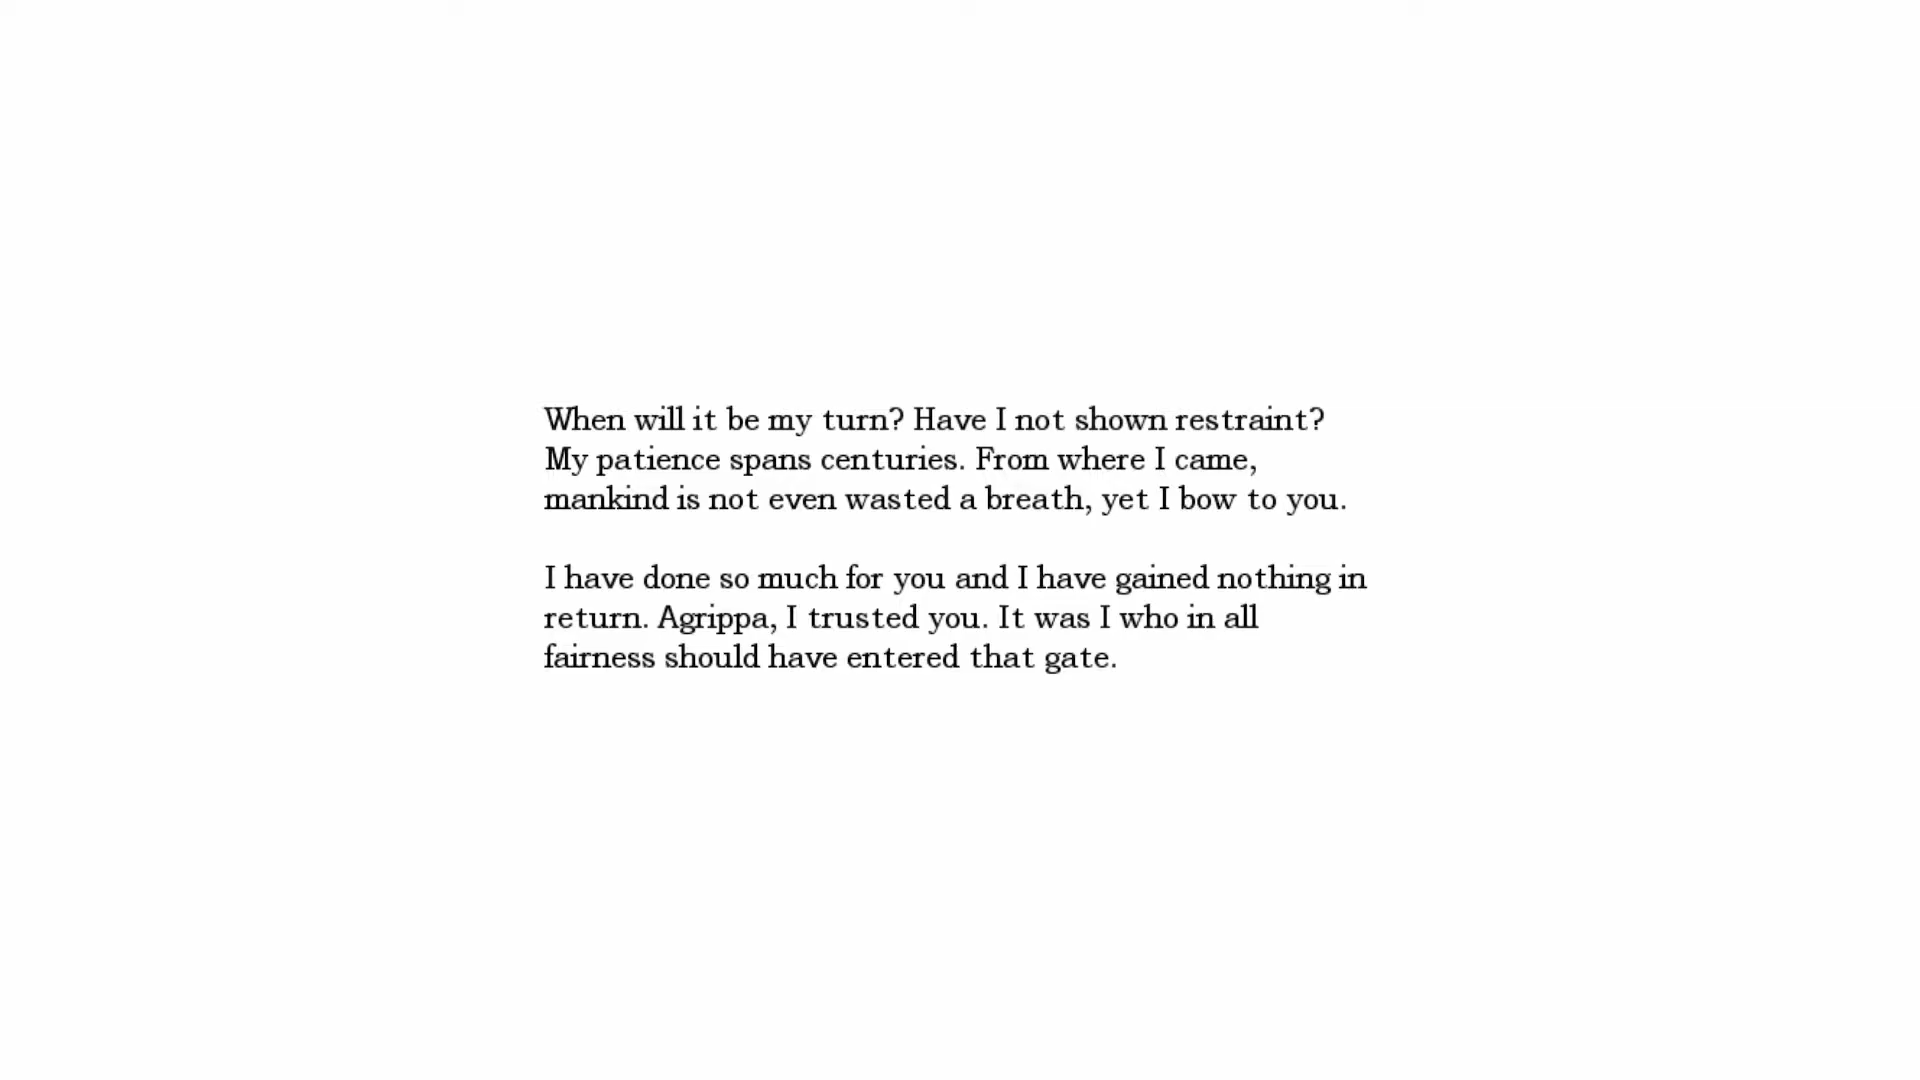 When will it be my turn? Have I not shown restraint?
My patience spans centuries. From where I came,
mankind is not even wasted a breath, yet I bow to you.
I have done so much for you and I have gained nothing in
return. Agrippa, I trusted you. It was I who in all
fairness should have entered that gate.